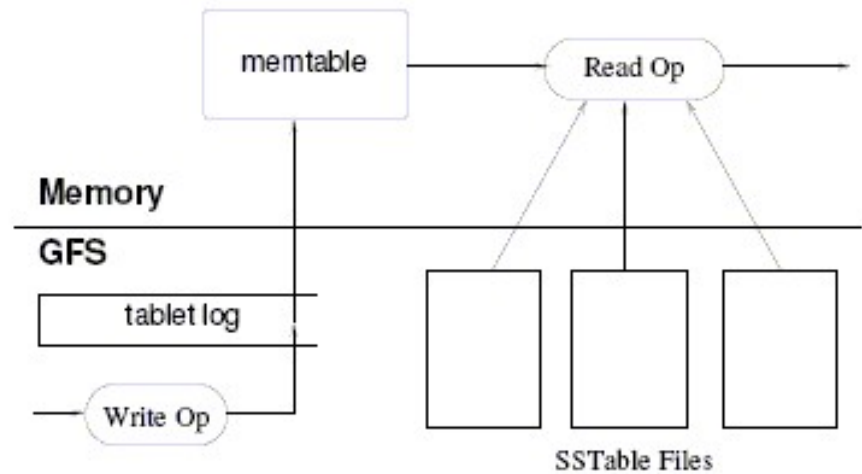 memtable
Read Op
Memory
GFS
tablet log
Write Op
SSTable Files